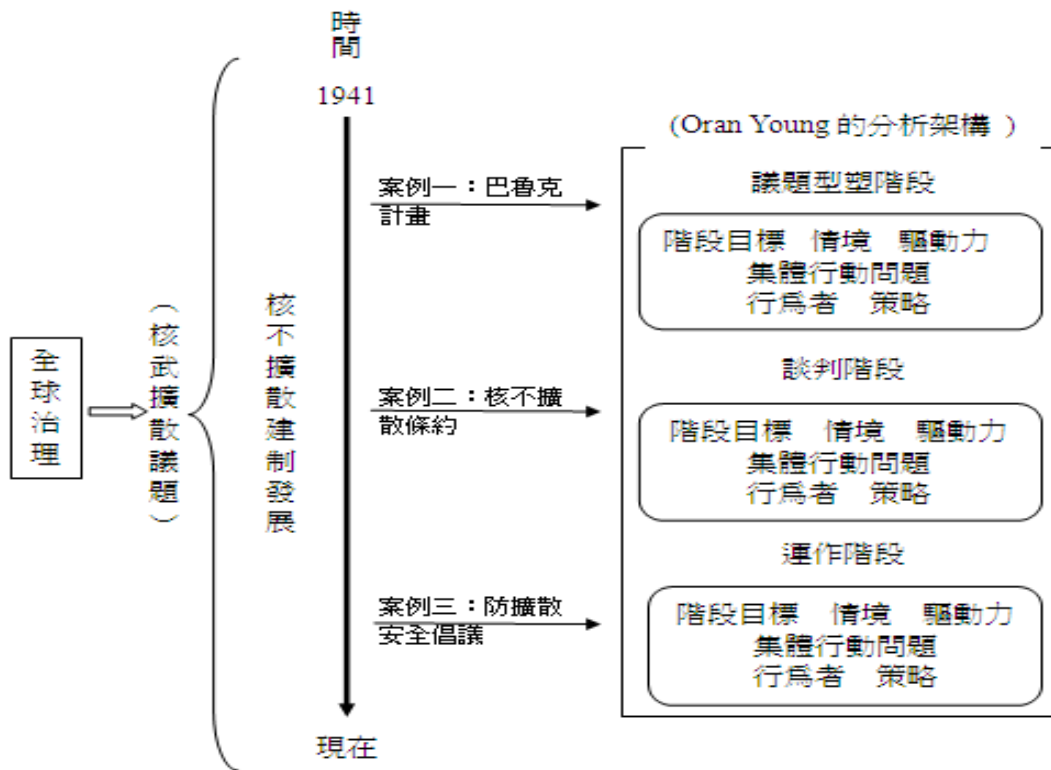 全球治理
（核武擴散議題）
核不擴散建制發展
時間
1941
現在
案例一：巴魯克
計畫
案例二：核不擴
散條約
案例三：防擴散
安全倡議
(Oran Young 的分析架構 )
議題型塑階段
階段目標 情境 驅動力
集體行動問題
行為者 策略
談判階段
階段目標 情境 驅動力
集體行動問題
行為者 策略
運作階段
階段目標 情境 驅動力
集體行動問題
行為者 策略